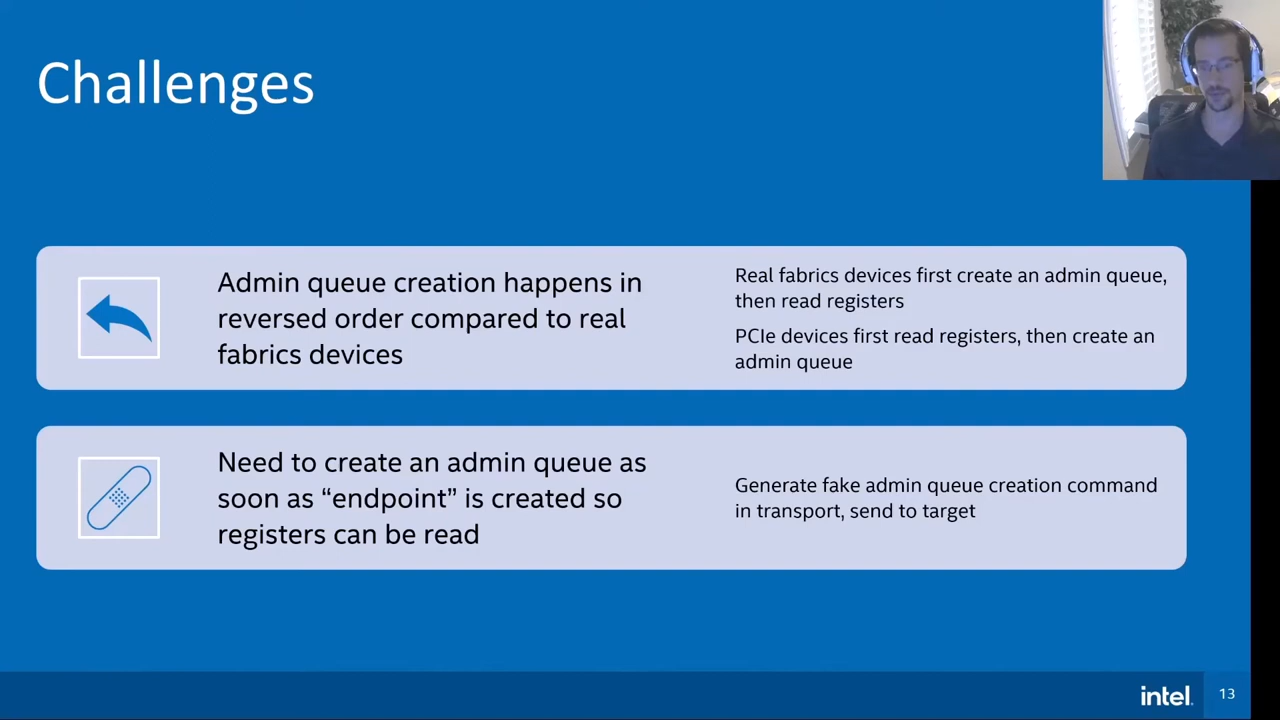 Challenges
Admin queue creation happens in
reversed order compared to real
fabrics devices
Real fabrics devices first create an admin queue,
then read registers
PCIe devices first read registers, then create an
admin queue
Need to create an admin queue as
soon as “endpoint” is created so
registers can be read
Generate fake admin queue creation command
in transport, send to target
intel.
13